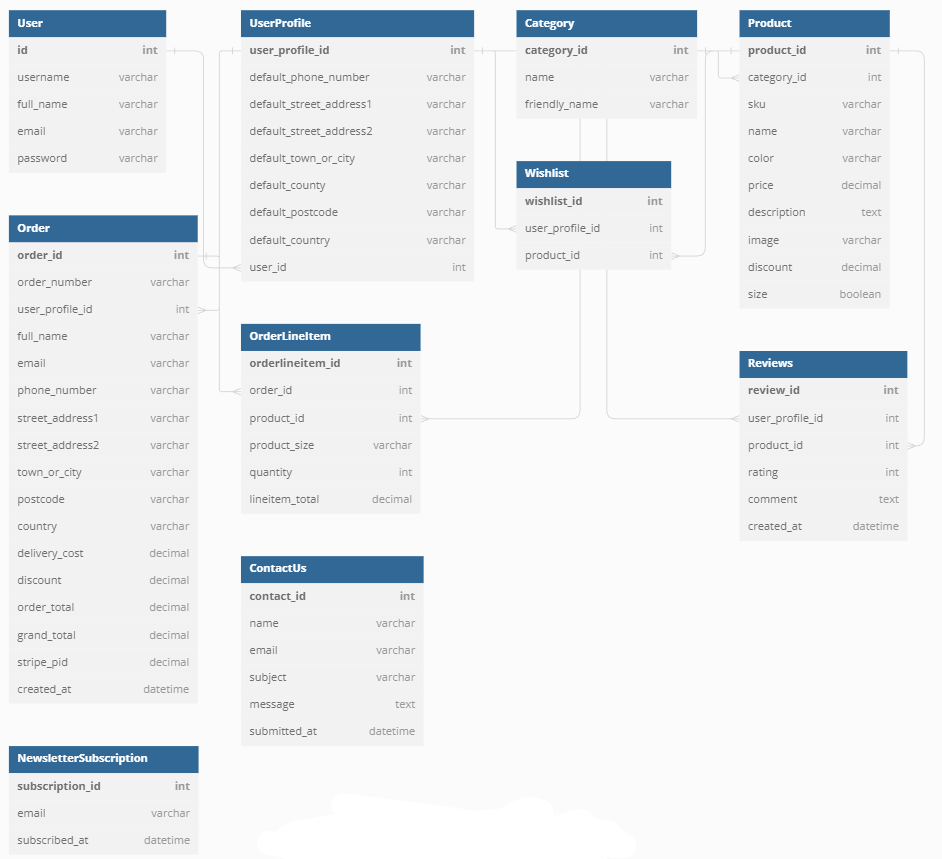 User
id int
username varchar
full_name varchar
email varchar
password varchar
Order
order_id int
order_number varchar
user_profile_id int
full_name varchar
email varchar
phone_number varchar
street_address1 varchar
street_address2 varchar
town_or_city varchar
postcode varchar
country varchar
delivery_cost decimal
discount decimal
order_total decimal
grand_total decimal
stripe_pid decimal
created_at datetime
NewsletterSubscription
subscription_id int
email varchar
subscribed_at datetime
UserProfile
user_profile_id int
default_phone_number varchar
default_street_address1 varchar
default_street_address2 varchar
default_town_or_city varchar
default_county varchar
default_postcode varchar
default_country varchar
user_id int
OrderLineItem
orderlineitem_id int
order_id int
product_id int
product_size varchar
quantity int
lineitem_total decimal
ContactUs
contact_id int
name varchar
email varchar
subject varchar
message text
submitted_at datetime
Category
category_id int
name varchar
friendly_name varchar
Wishlist
wishlist_id int
user_profile_id int
product_id int
Product
product_id int
category_id int
sku varchar
name varchar
color varchar
price decimal
description text
image varchar
discount decimal
size boolean
Reviews
review_id int
user_profile_id int
product_id int
rating int
comment text
created_at datetime